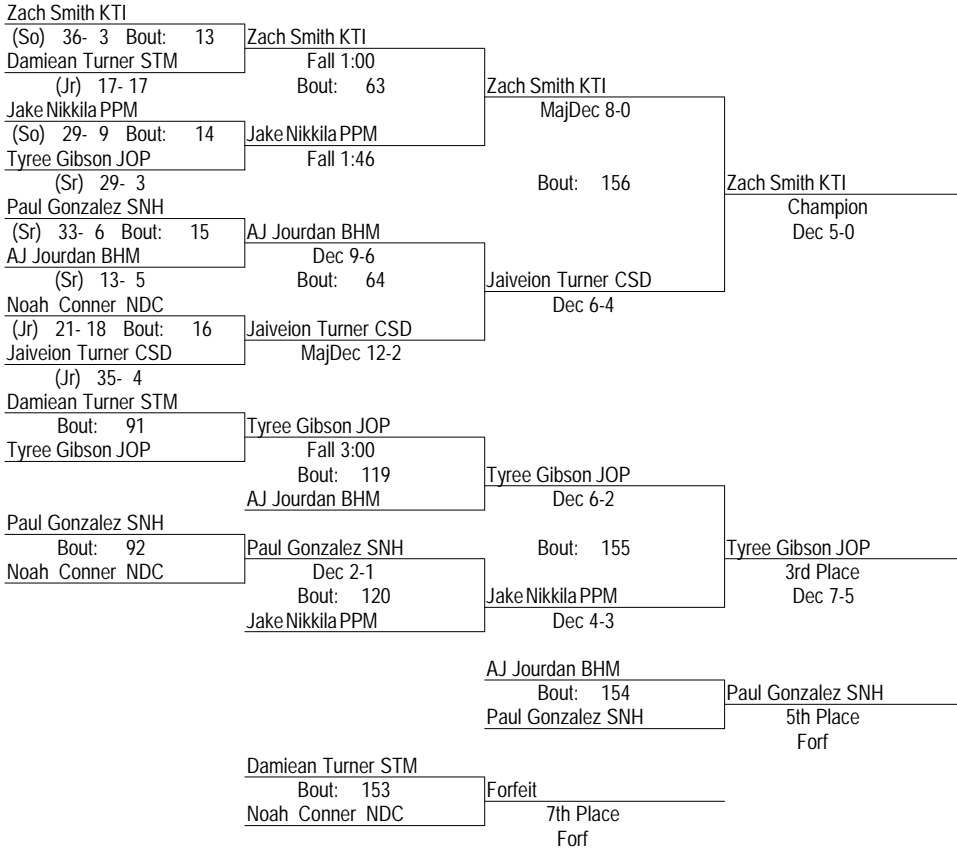 Zach Smith KTI
(So) 36- 3 Bout: 13 Zach Smith KTI
Damiean Turner STM Fall 1:00
(Jr) 17- 17 Bout: 63 Zach Smith KTI
Jake Nikkila PPM MajDec 8-0
(So) 29- 9 Bout: 14 Jake Nikkila PPM
Tyree Gibson JOP Fall 1:46
(Sr) 29- 3 Bout: 156 Zach Smith KTI
Paul Gonzalez SNH Champion
(Sr) 33- 6 Bout: 15 AJ Jourdan BHM Dec 5-0
AJ Jourdan BHM Dec 9-6
(Sr) 13- 5 Bout: 64 Jaiveion Turner CSD
Noah Conner NDC Dec 6-4
(Jr) 21- 18 Bout: 16 Jaiveion Turner CSD
Jaiveion Turner CSD MajDec 12-2
(Jr) 35- 4
Damiean Turner STM
Bout: 91 Tyree Gibson JOP
Tyree Gibson JOP Fall 3:00
Bout: 119 Tyree Gibson JOP
AJ Jourdan BHM Dec 6-2
Paul Gonzalez SNH
Bout: 92 Paul Gonzalez SNH Bout: 155 Tyree Gibson JOP
Noah Conner NDC Dec 2-1 3rd Place
Bout: 120 Jake Nikkila PPM Dec 7-5
Jake Nikkila PPM Dec 4-3
AJ Jourdan BHM
Bout: 154 Paul Gonzalez SNH
Paul Gonzalez SNH 5th Place
Forf
Damiean Turner STM
Bout: 153 Forfeit
Noah Conner NDC 7th Place
Forf